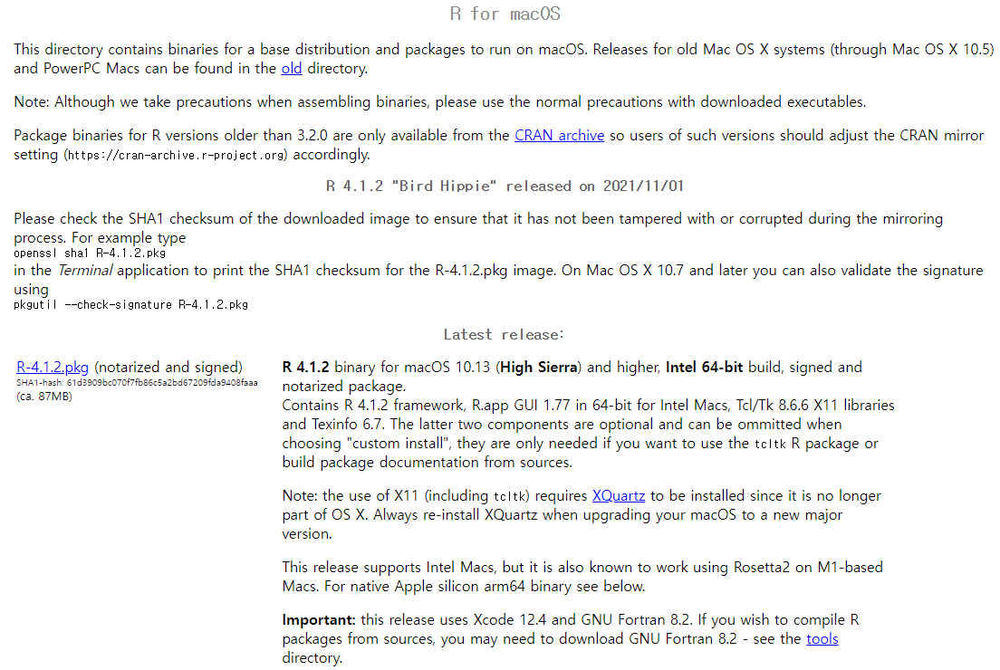 R for macOS
This directory contains binaries for a base distribution and packages to run on macOS. Releases for old Mac OS X systems (through Mac OS X 10.5)
and PowerPC Macs can be found in the old directory.
Note: Although we take precautions when assembling binaries, please use the normal precautions with downloaded executables.
Package binaries for R versions older than 3.2.0 are only available from the CRAN archive so users of such versions should adjust the CRAN mirror
setting (https://cran-archive.r-project.org) accordingly.
R 4.1.2 "Bird Hippie" released on 2021/11/01
Please check the SHA1 checksum of the downloaded image to ensure that it has not been tampered with or corrupted during the mirroring
process. For example type
openssl sha1 R-4.1.2.pkg
in the Terminal application to print the SHA1 checksum for the R-4.1.2.pkg image. On Mac OS X 10.7 and later you can also validate the signature
using
pkgutil --check-signature R-4.1.2.pkg
Latest release:
R-4.1.2.pkg (notarized and signed)
SHA1-hash: 61d3909bc070f7fb86c5a2bd67209fda9408faaa
(ca. 87MB)
R 4.1.2 binary for macOS 10.13 (High Sierra) and higher, Intel 64-bit build, signed and
notarized package.
Contains R 4.1.2 framework, R.app GUI 1.77 in 64-bit for Intel Macs, Tcl/Tk 8.6.6 X11 libraries
and Texinfo 6.7. The latter two components are optional and can be ommitted when
choosing "custom install", they are only needed if you want to use the tcltk R package or
build package documentation from sources.
Note: the use of X11 (including tcltk) requires XQuartz to be installed since it is no longer
part of OS X. Always re-install XQuartz when upgrading your macOS to a new major
version.
This release supports Intel Macs, but it is also known to work using Rosetta2 on M1-based
Macs. For native Apple silicon arm64 binary see below.
Important: this release uses Xcode 12.4 and GNU Fortran 8.2. If you wish to compile R
packages from sources, you may need to download GNU Fortran 8.2 - see the tools
directory.